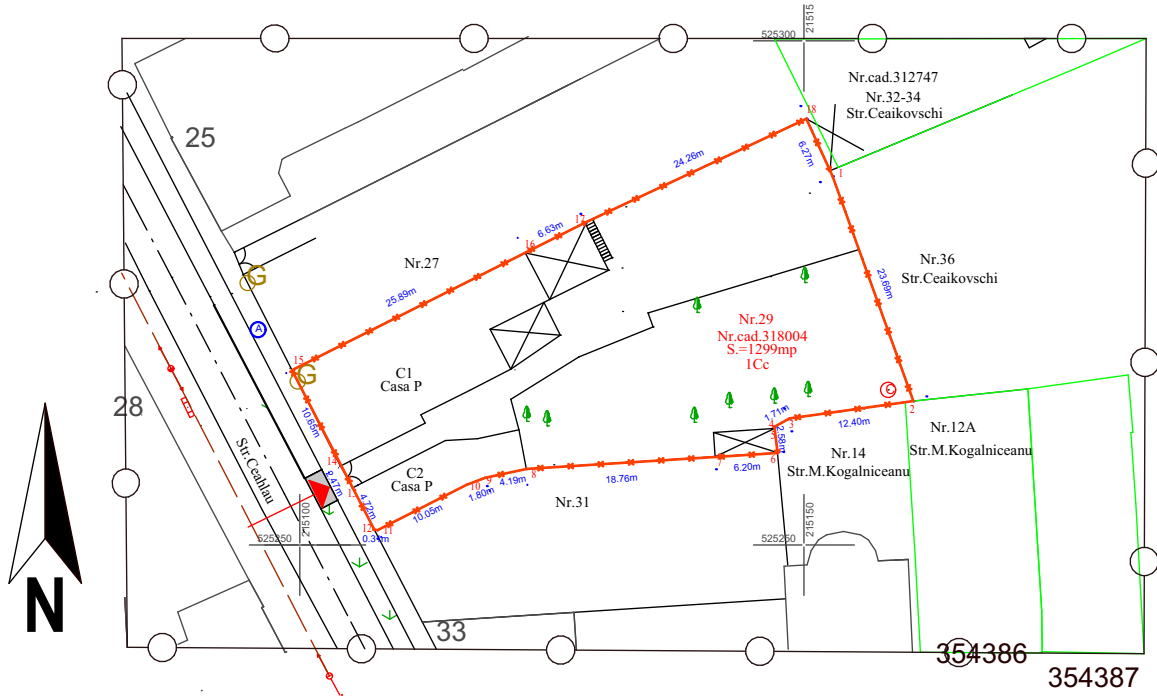 21515
525300
Nr.cad.312747
Nr.32-34
Str.Ceaikovschi
18
25
24.26m
6.27m
1
17
6.63m
16
Nr.27
G
25.89m
Nr.36
Str.Ceaikovschi
23.69m
A
Nr.29
Nr.cad.318004
S.=1299mp
1Cc
15
G
C1
Casa P
28
10.65m
1.71m
4
3
2
12.40m
5
2.58m
Nr.12A
Str.M.Kogalniceanu
Nr.14
Str.M.Kogalniceanu
Str.Ceahlau
14
2.47m
13
C2
Casa P
6
7
6.20m
8
18.76m
4.19m
9
10
1.80m
Nr.31
4.72m
10.05m
12
11
0.34m
215100
525250
215150
N
33
354386
354387